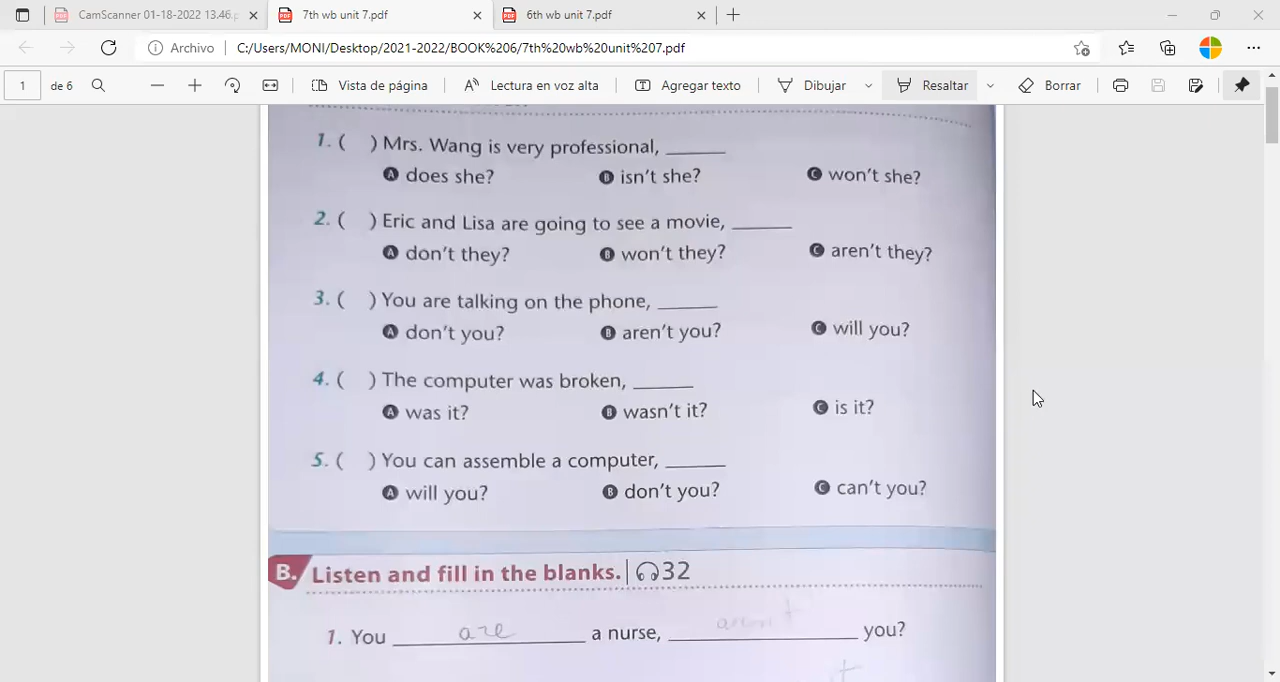 CamScanner 01-18-2022 13.46.p
7th wb unit 7.pdf
6th wb unit 7.pdf
Archivo
C:/Users/MONI/Desktop/2021-2022/BOOK%206/7th%20wb%20unit%207.pdf
1 de 6
Vista de página
Lectura en voz alta
Agregar texto
Dibujar
Resaltar
Borrar
1. ( ) Mrs. Wang is very professional, ______
A does she? B isn't she? C won't she?
2. ( ) Eric and Lisa are going to see a movie, ______
A don't they? B won't they? C aren't they?
3. ( ) You are talking on the phone, ______
A don't you? B aren't you? C will you?
4. ( ) The computer was broken, ______
A was it? B wasn't it? C is it?
5. ( ) You can assemble a computer, ______
A will you? B don't you? C can't you?
B. Listen and fill in the blanks. | 32
1. You are a nurse, ______ you?